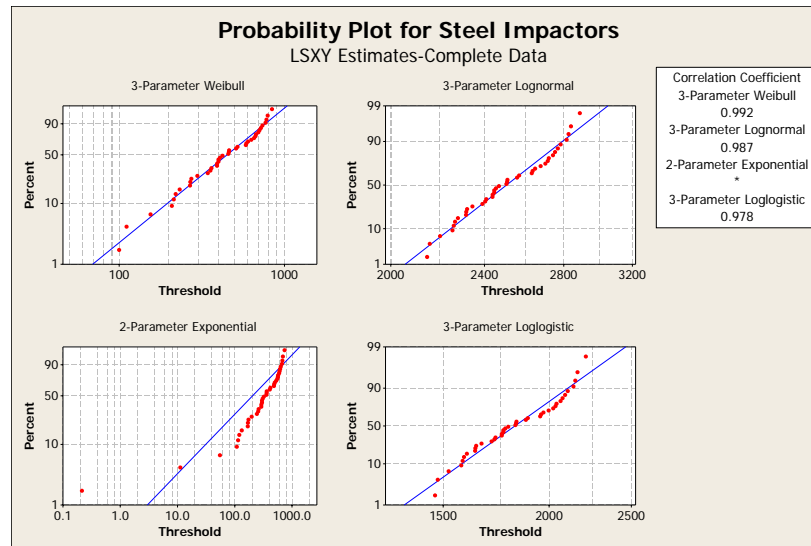 Probability Plot for Steel Impactors
LSXY Estimates-Complete Data
3-Parameter Weibull
90
50
10
1
Percent
100
1000
Threshold
3-Parameter Lognormal
99
90
50
10
1
Percent
2000
2400
2800
3200
Threshold
Correlation Coefficient
3-Parameter Weibull
0.992
3-Parameter Lognormal
0.987
2-Parameter Exponential
*
3-Parameter Loglogistic
0.978
2-Parameter Exponential
90
50
10
1
Percent
0.1
1.0
10.0
100.0
1000.0
Threshold
3-Parameter Loglogistic
99
90
50
10
1
Percent
1500
2000
2500
Threshold